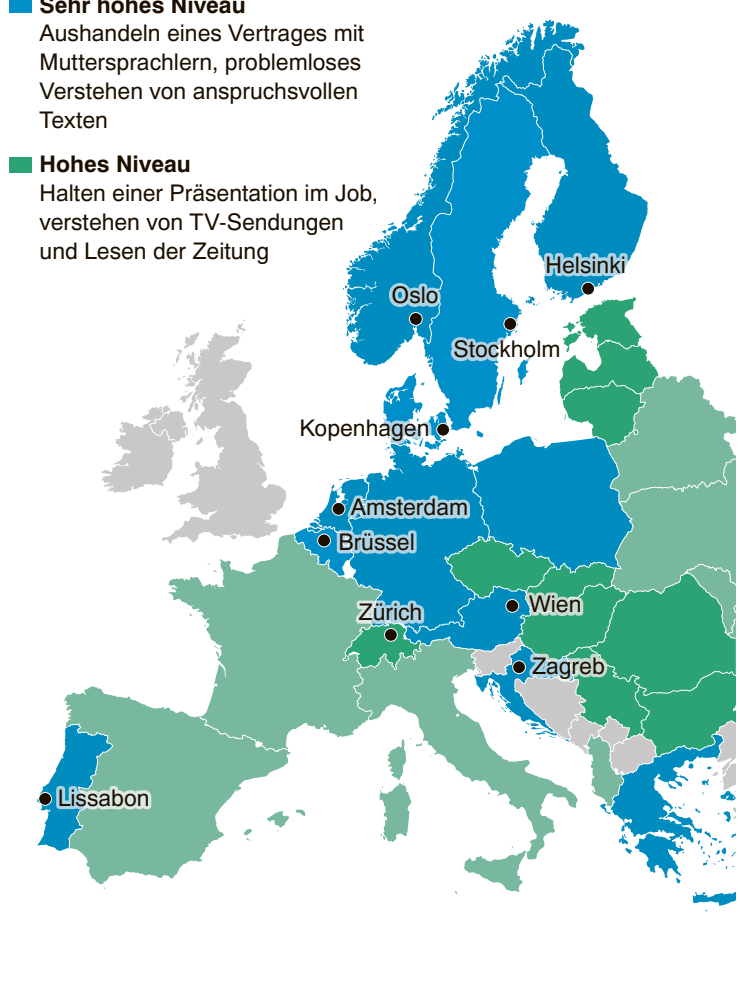 Sehr hohes Niveau
Aushandeln eines Vertrages mit
Muttersprachlern, problemloses
Verstehen von anspruchsvollen
Texten
Hohes Niveau
Halten einer Präsentation im Job,
verstehen von TV-Sendungen
und Lesen der Zeitung
Helsinki
Oslo
Stockholm
Kopenhagen
Amsterdam
Brüssel
Wien
Zürich
Zagreb
Lissabon